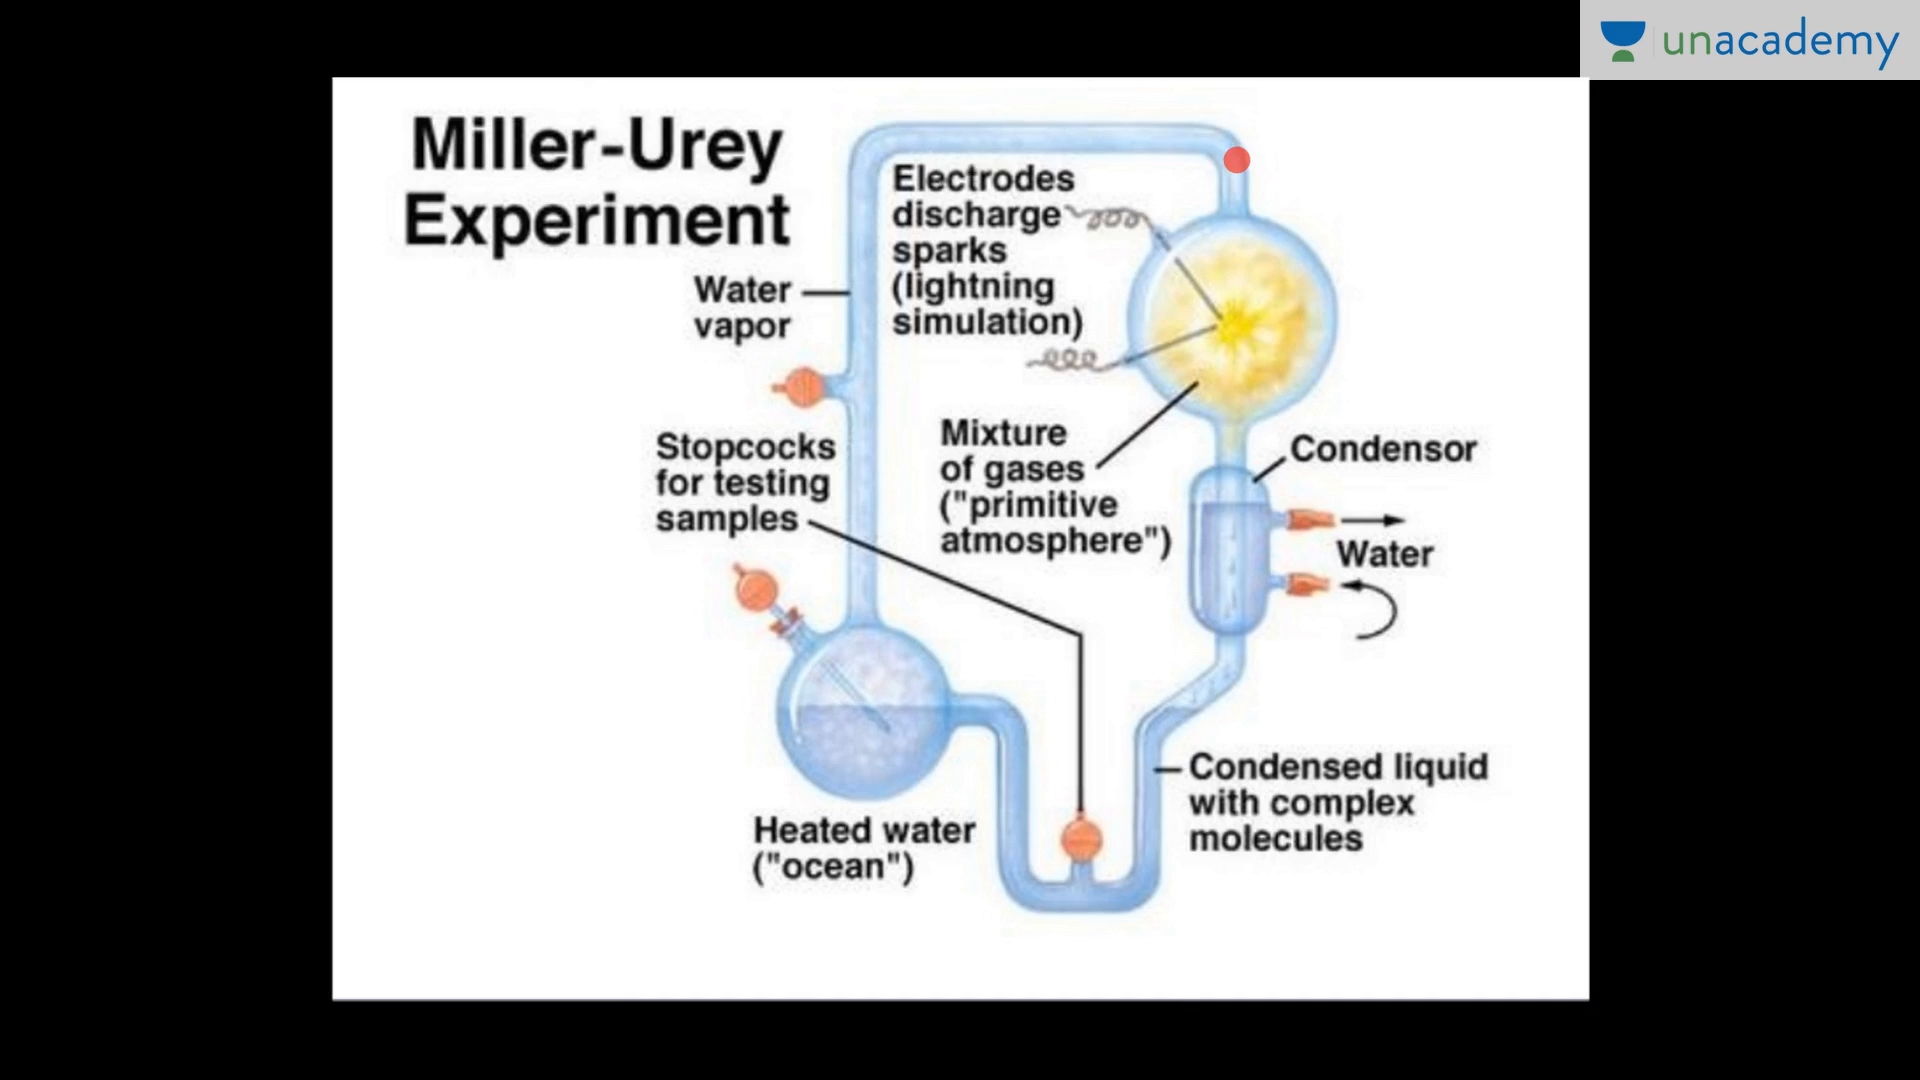 unacademy
Miller-Urey
Experiment
Electrodes
discharge
sparks
(lightning
simulation)
Water
vapor
Stopcocks
for testing
samples
Mixture
of gases
("primitive
atmosphere")
Condensor
Water
Heated water
("ocean")
Condensed liquid
with complex
molecules